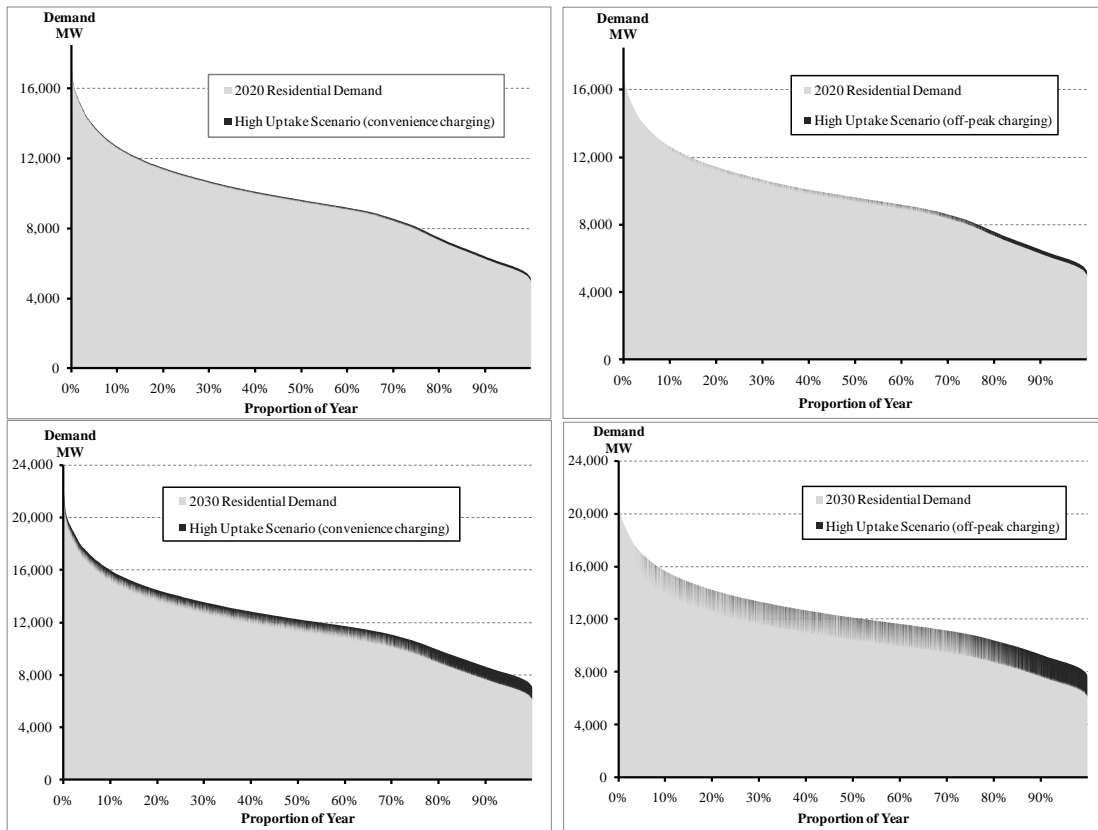 Demand
MW
16,000
12,000
8,000
4,000
0
2020 Residential Demand
High Uptake Scenario (convenience charging)
0% 10% 20% 30% 40% 50% 60% 70% 80% 90%
Proportion of Year
Demand
MW
16,000
12,000
8,000
4,000
0
2020 Residential Demand
High Uptake Scenario (off-peak charging)
0% 10% 20% 30% 40% 50% 60% 70% 80% 90%
Proportion of Year
Demand
MW
24,000
20,000
16,000
12,000
8,000
4,000
0
2030 Residential Demand
High Uptake Scenario (convenience charging)
0% 10% 20% 30% 40% 50% 60% 70% 80% 90%
Proportion of Year
Demand
MW
24,000
20,000
16,000
12,000
8,000
4,000
0
2030 Residential Demand
High Uptake Scenario (off-peak charging)
0% 10% 20% 30% 40% 50% 60% 70% 80% 90%
Proportion of Year